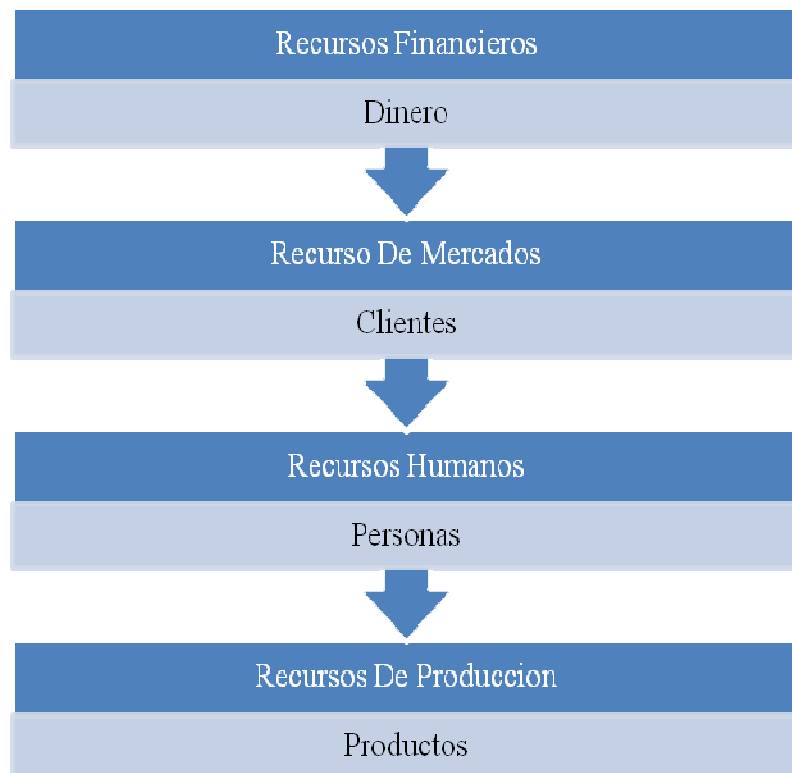 Recursos Financieros
Dinero
Recurso De Mercados
Clientes
Recursos Humanos
Personas
Recursos De Produccion
Productos